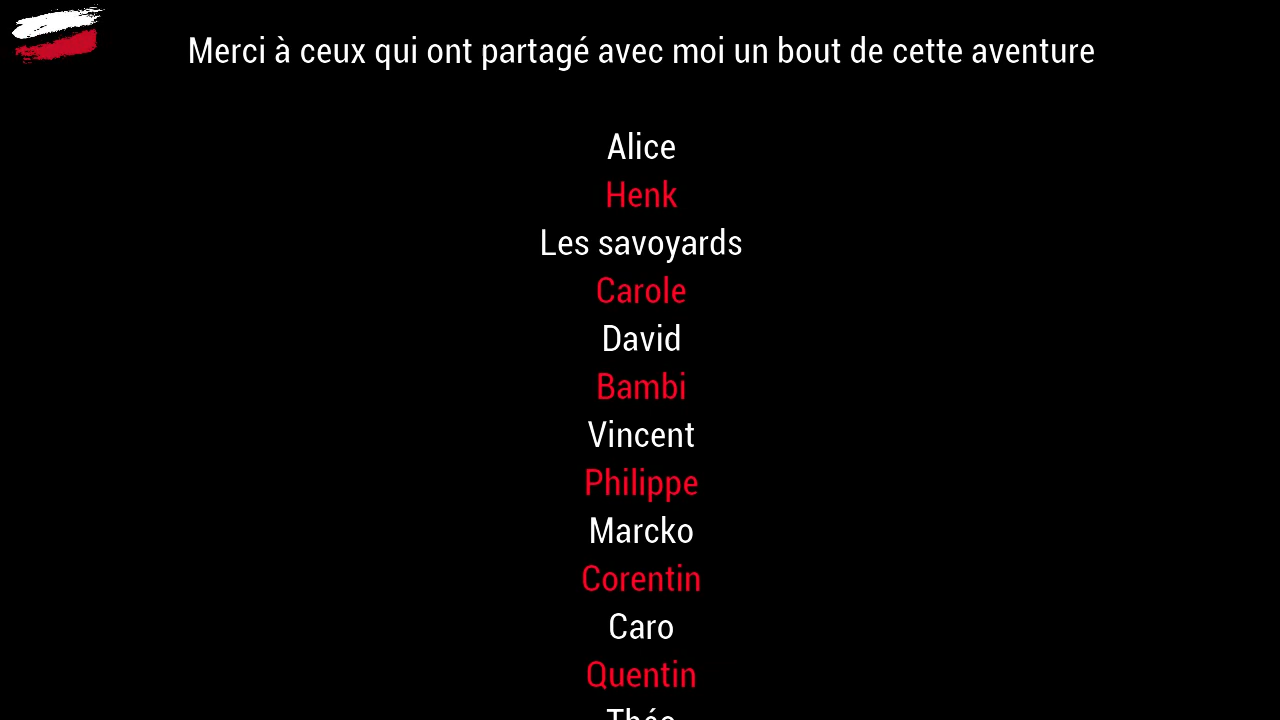 Merci à ceux qui ont partagé avec moi un bout de cette aventure
Alice
Henk
Les savoyards
Carole
David
Bambi
Vincent
Philippe
Marcko
Corentin
Caro
Quentin